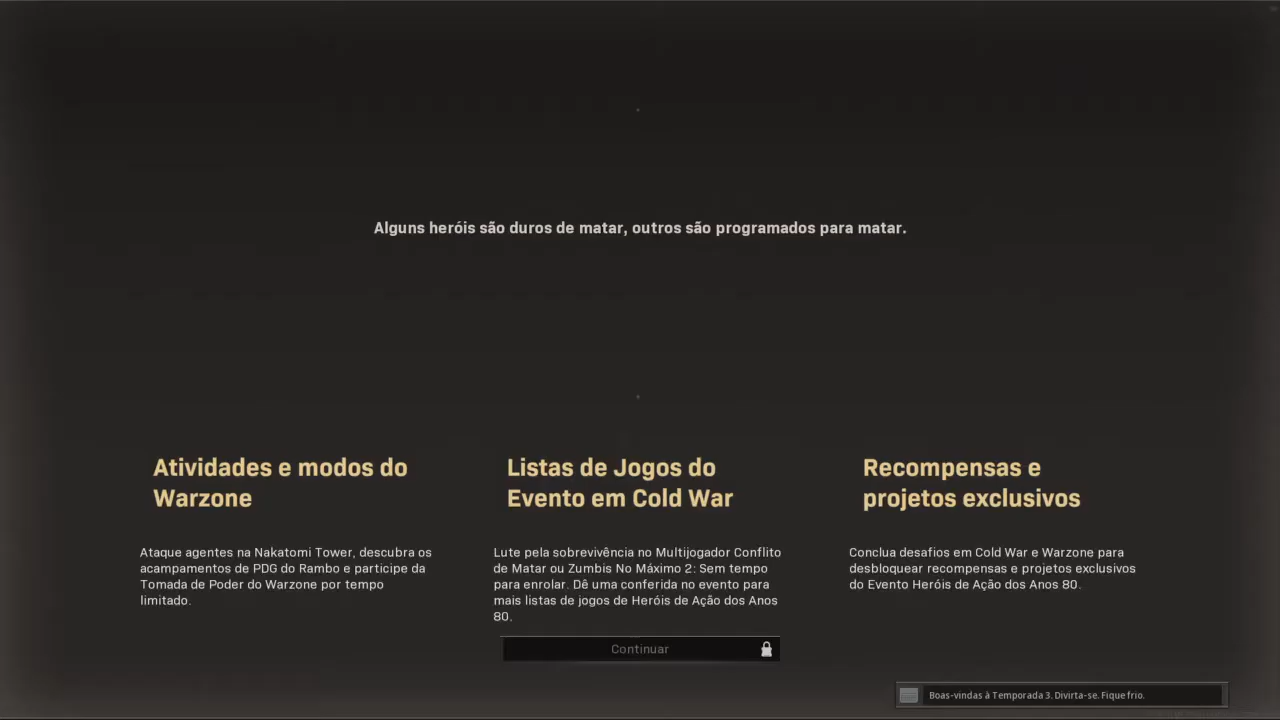 Alguns heróis são duros de matar, outros são programados para matar.
Atividades e modos do
Warzone
Ataque agentes na Nakatomi Tower, descubra os
acampamentos de PDG do Rambo e participe da
Tomada de Poder do Warzone por tempo
limitado.
Listas de Jogos do
Evento em Cold War
Lute pela sobrevivência no Multijogador Conflito
de Matar ou Zumbis No Máximo 2: Sem tempo
para enrolar. Dê uma conferida no evento para
mais listas de jogos de Heróis de Ação dos Anos
80.
Recompensas e
projetos exclusivos
Conclua desafios em Cold War e Warzone para
desbloquear recompensas e projetos exclusivos
do Evento Heróis de Ação dos Anos 80.
Continuar
Boas-vindas à Temporada 3. Divirta-se. Fique frio.